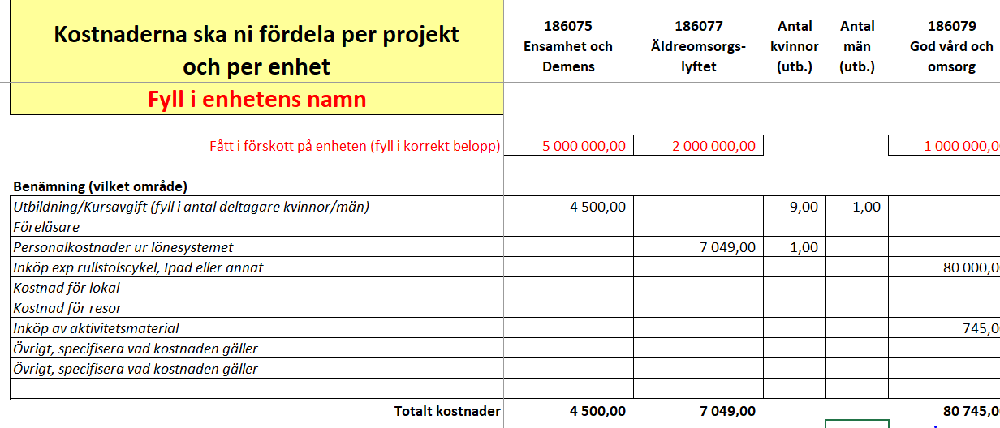 Kostnaderna ska ni fördela per projekt
och per enhet
Fyll i enhetens namn
186075
Ensamhet och
Demens
186077
Äldreomsorgs-
lyftet
Antal
kvinnor
(utb.)
Antal
män
(utb.)
186079
God vård och
omsorg
Fått i förskott på enheten (fyll i korrekt belopp) 5 000 000,00 2 000 000,00 1 000 000,0
Benämning (vilket område)
Utbildning/Kursavgift (fyll i antal deltagare kvinnor/män) 4 500,00 9,00 1,00
Föreläsare
Personalkostnader ur lönesystemet 7 049,00 1,00
Inköp exp rullstolscykel, Ipad eller annat 80 000,0
Kostnad för lokal
Kostnad för resor
Inköp av aktivitetsmaterial 745,0
Övrigt, specifisera vad kostnaden gäller
Övrigt, specifisera vad kostnaden gäller
Totalt kostnader 4 500,00 7 049,00 80 745,0